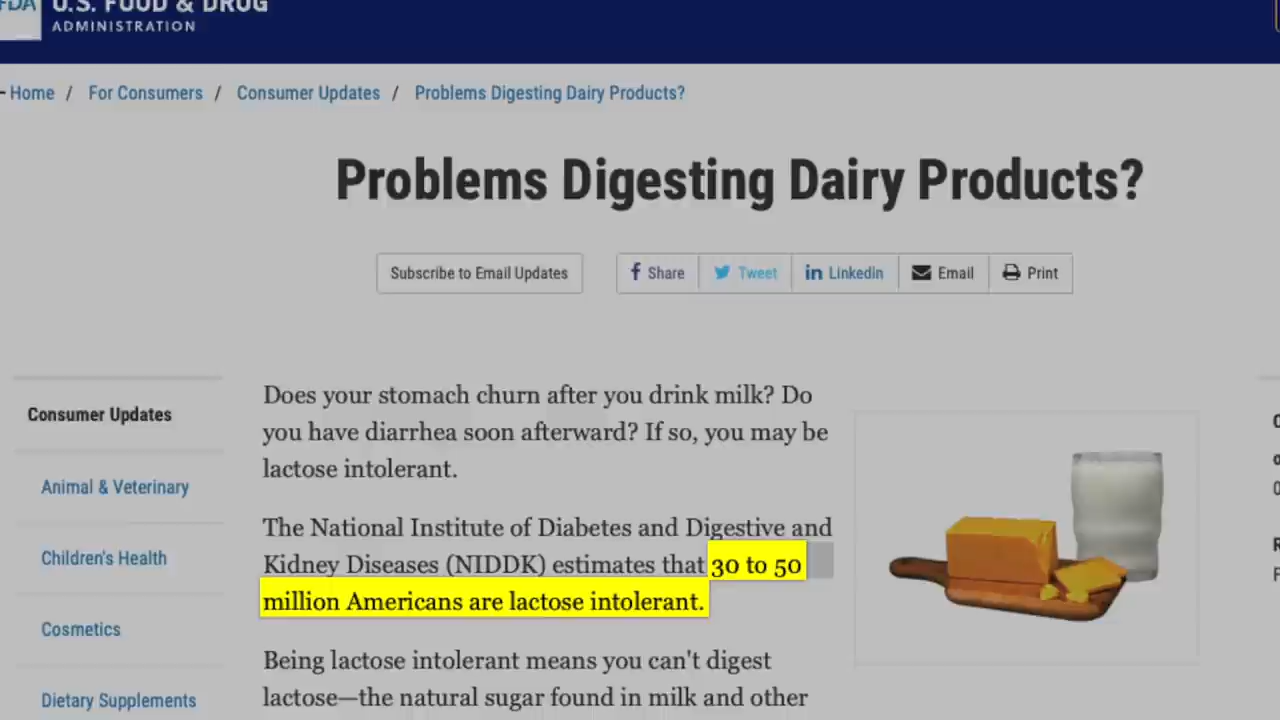 FDA U.S. FOOD & DRUG
ADMINISTRATION
Home / For Consumers / Consumer Updates / Problems Digesting Dairy Products?
Problems Digesting Dairy Products?
Subscribe to Email Updates
Share Tweet Linkedin Email Print
Consumer Updates
Animal & Veterinary
Children's Health
Cosmetics
Dietary Supplements
Does your stomach churn after you drink milk? Do
you have diarrhea soon afterward? If so, you may be
lactose intolerant.
The National Institute of Diabetes and Digestive and
Kidney Diseases (NIDDK) estimates that 30 to 50
million Americans are lactose intolerant.
Being lactose intolerant means you can't digest
lactose—the natural sugar found in milk and other